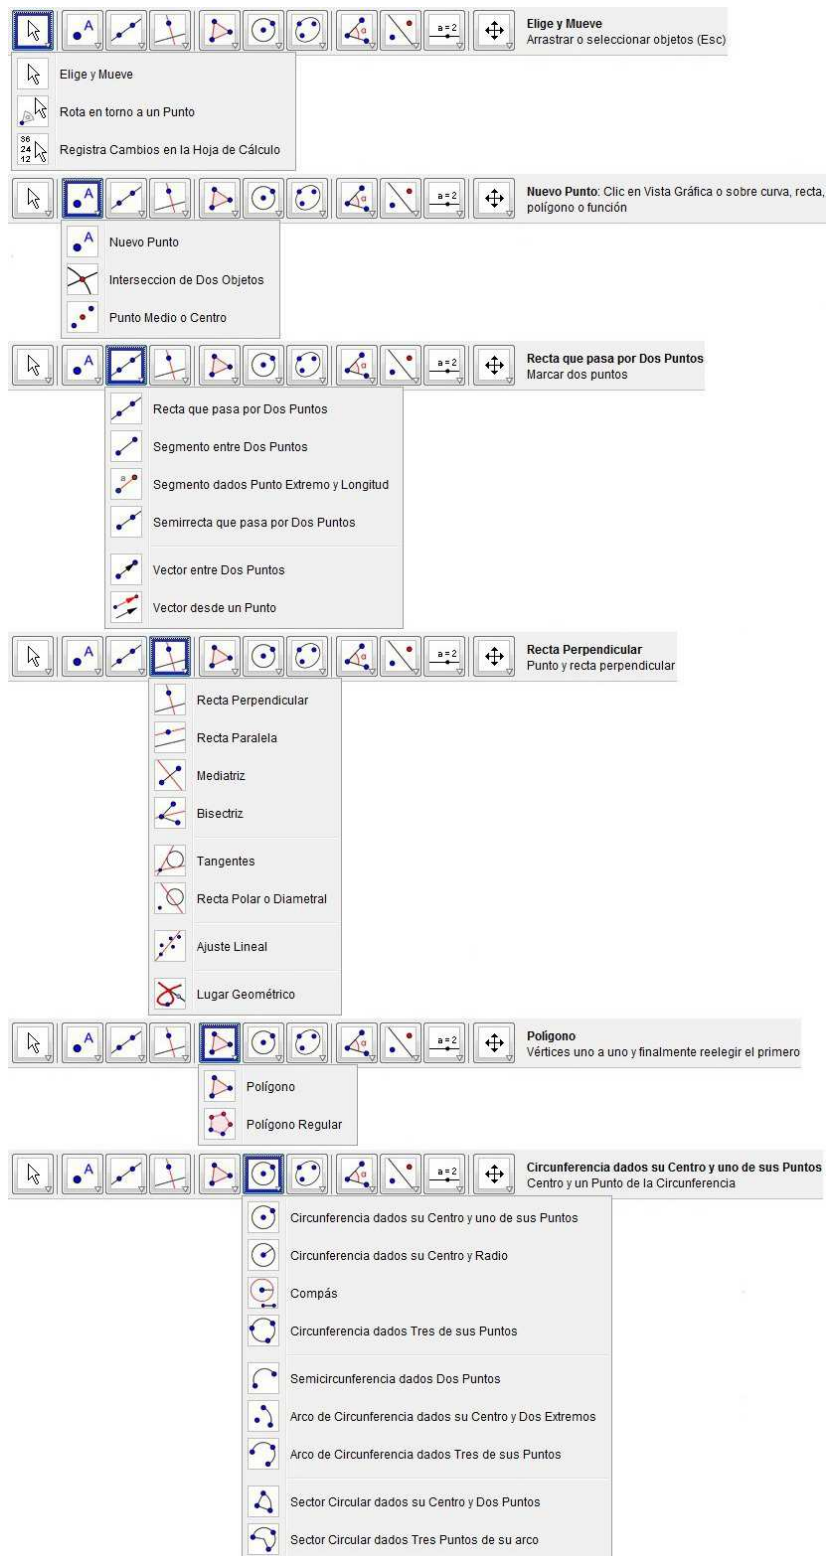 A
α
a = 2
Elige y Mueve
Arrastrar o seleccionar objetos (Esc)
Elige y Mueve
Rota en torno a un Punto
36
24
12
Registra Cambios en la Hoja de Cálculo
A
α
a = 2
Nuevo Punto: Clic en Vista Gráfica o sobre curva, recta,
polígono o función
A
Nuevo Punto
Interseccion de Dos Objetos
Punto Medio o Centro
A
α
a = 2
Recta que pasa por Dos Puntos
Marcar dos puntos
Recta que pasa por Dos Puntos
Segmento entre Dos Puntos
a
Segmento dados Punto Extremo y Longitud
Semirrecta que pasa por Dos Puntos
Vector entre Dos Puntos
Vector desde un Punto
A
α
a = 2
Recta Perpendicular
Punto y recta perpendicular
Recta Perpendicular
Recta Paralela
Mediatriz
Bisectriz
Tangentes
Recta Polar o Diametral
Ajuste Lineal
Lugar Geométrico
A
α
a = 2
Polígono
Vértices uno a uno y finalmente reelegir el primero
Polígono
Polígono Regular
A
α
a = 2
Circunferencia dados su Centro y uno de sus Puntos
Centro y un Punto de la Circunferencia
Circunferencia dados su Centro y uno de sus Puntos
Circunferencia dados su Centro y Radio
Compás
Circunferencia dados Tres de sus Puntos
Semicircunferencia dados Dos Puntos
Arco de Circunferencia dados su Centro y Dos Extremos
Arco de Circunferencia dados Tres de sus Puntos
Sector Circular dados su Centro y Dos Puntos
Sector Circular dados Tres Puntos de su arco